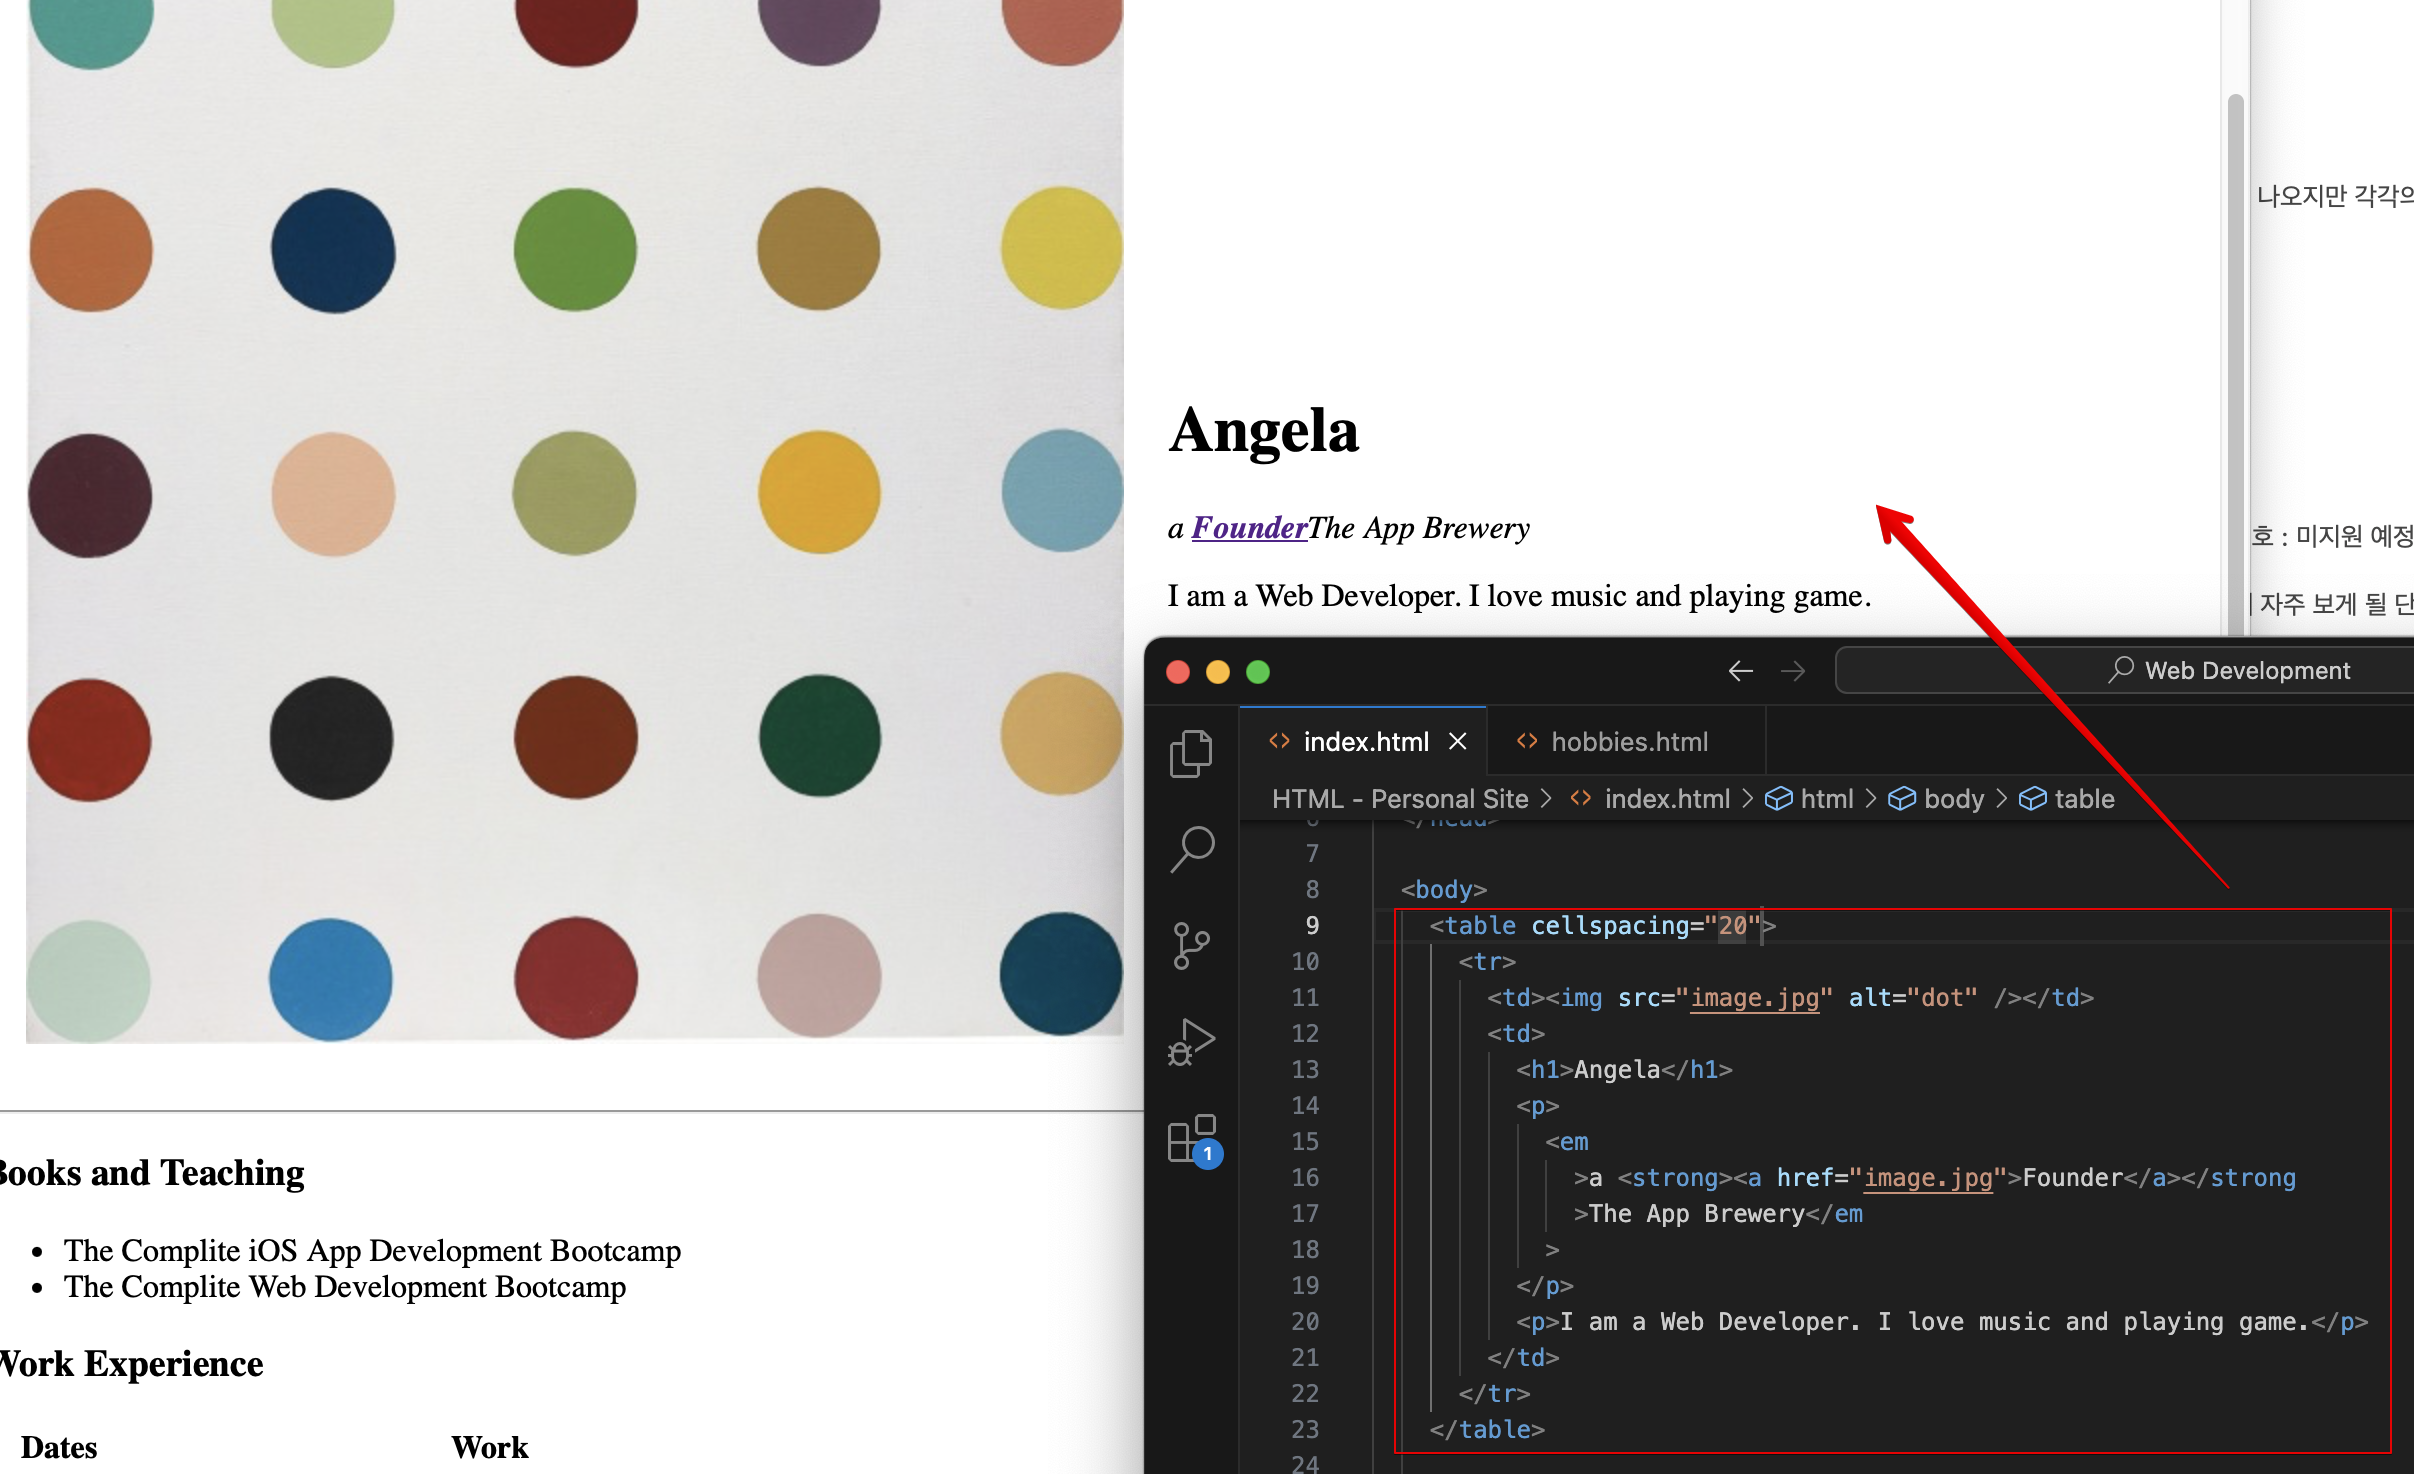 Angela
a FounderThe App Brewery
I am a Web Developer. I love music and playing game.
Books and Teaching
The Complite iOS App Development Bootcamp
The Complite Web Development Bootcamp
Work Experience
Dates Work
나오지만 각각의
호 : 미지원 예정
자주 보게 될 단
Web Development
index.html
hobbies.html
HTML - Personal Site > index.html > html > body > table
6 </head>
7
8 <body>
9 <table cellspacing="20">
10 <tr>
11 <td><img src="image.jpg" alt="dot" /></td>
12 <td>
13 <h1>Angela</h1>
14 <p>
15 <em
16 >a <strong><a href="image.jpg">Founder</a></strong
17 >The App Brewery</em
18 >
19 </p>
20 <p>I am a Web Developer. I love music and playing game.</p>
21 </td>
22 </tr>
23 </table>
24
1